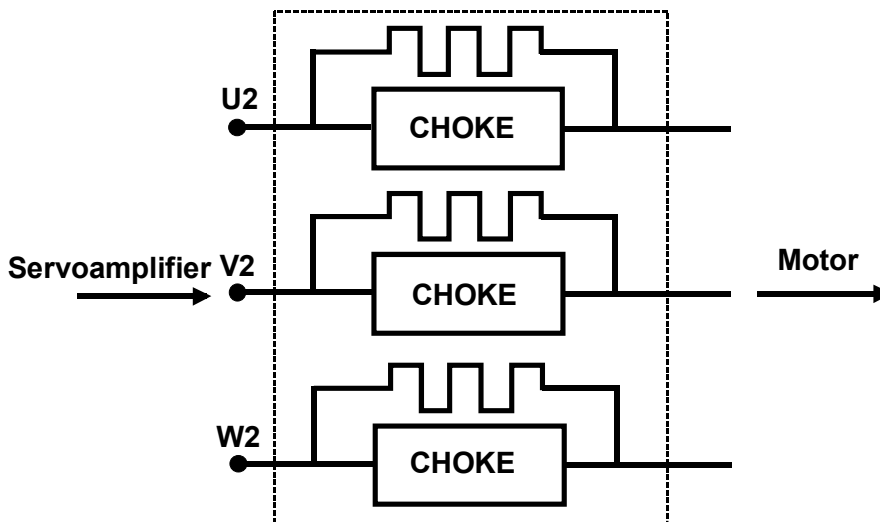 U2
CHOKE
Servoamplifier V2
CHOKE
Motor
W2
CHOKE